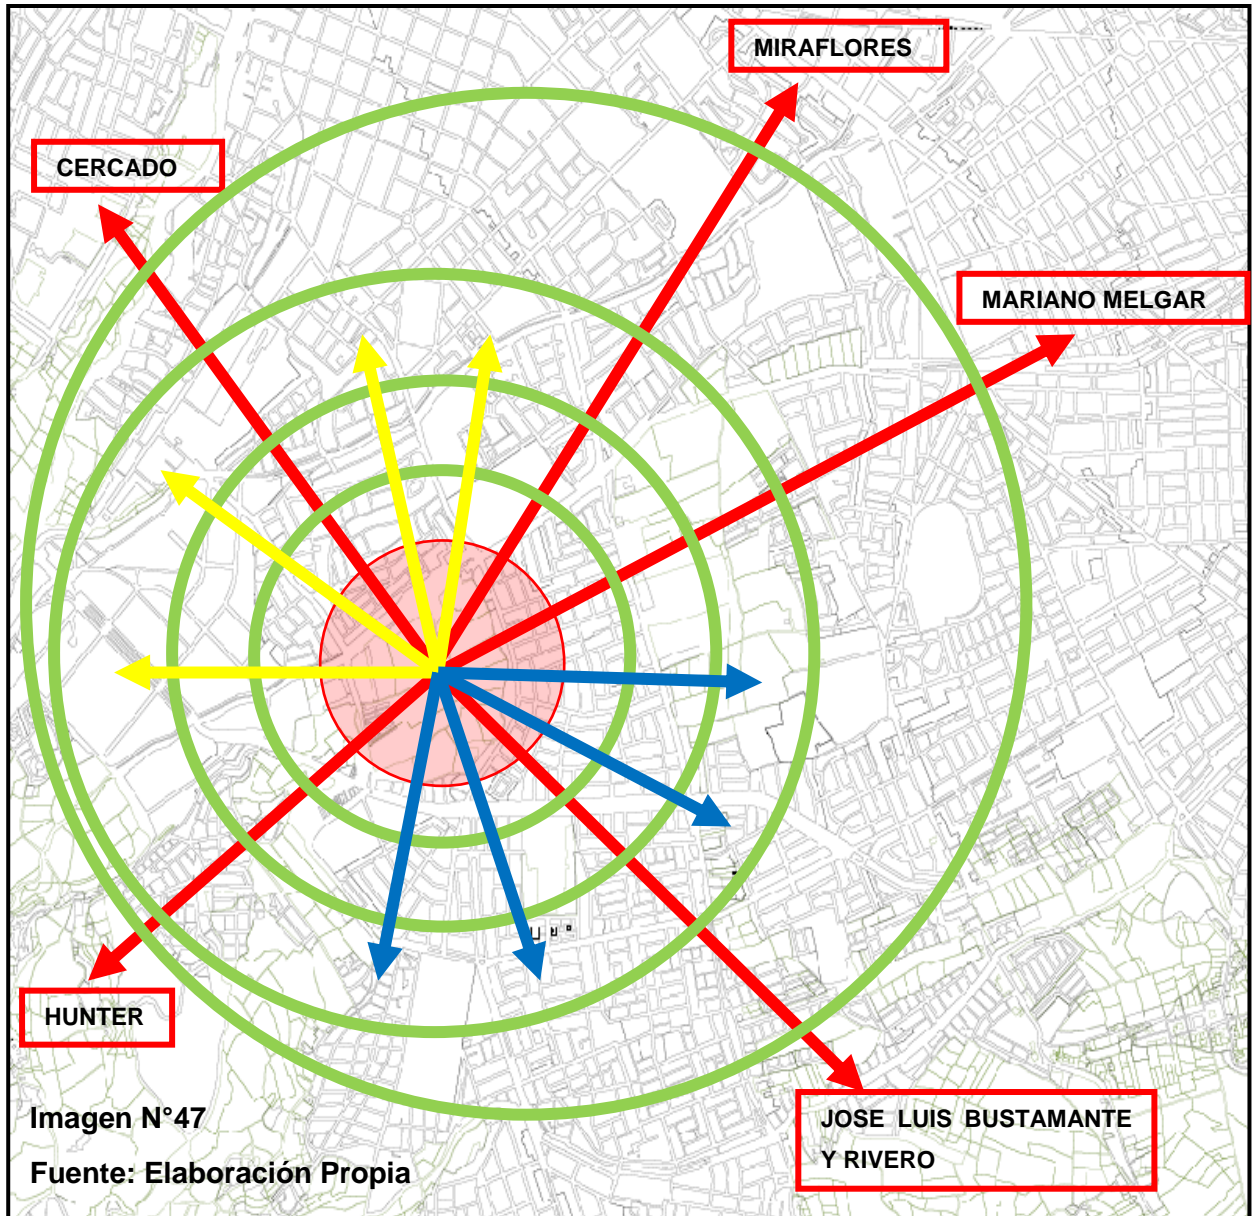 MIRAFLORES
CERCADO
MARIANO MELGAR
HUNTER
JOSE LUIS BUSTAMANTE
Y RIVERO
Imagen N°47
Fuente: Elaboración Propia